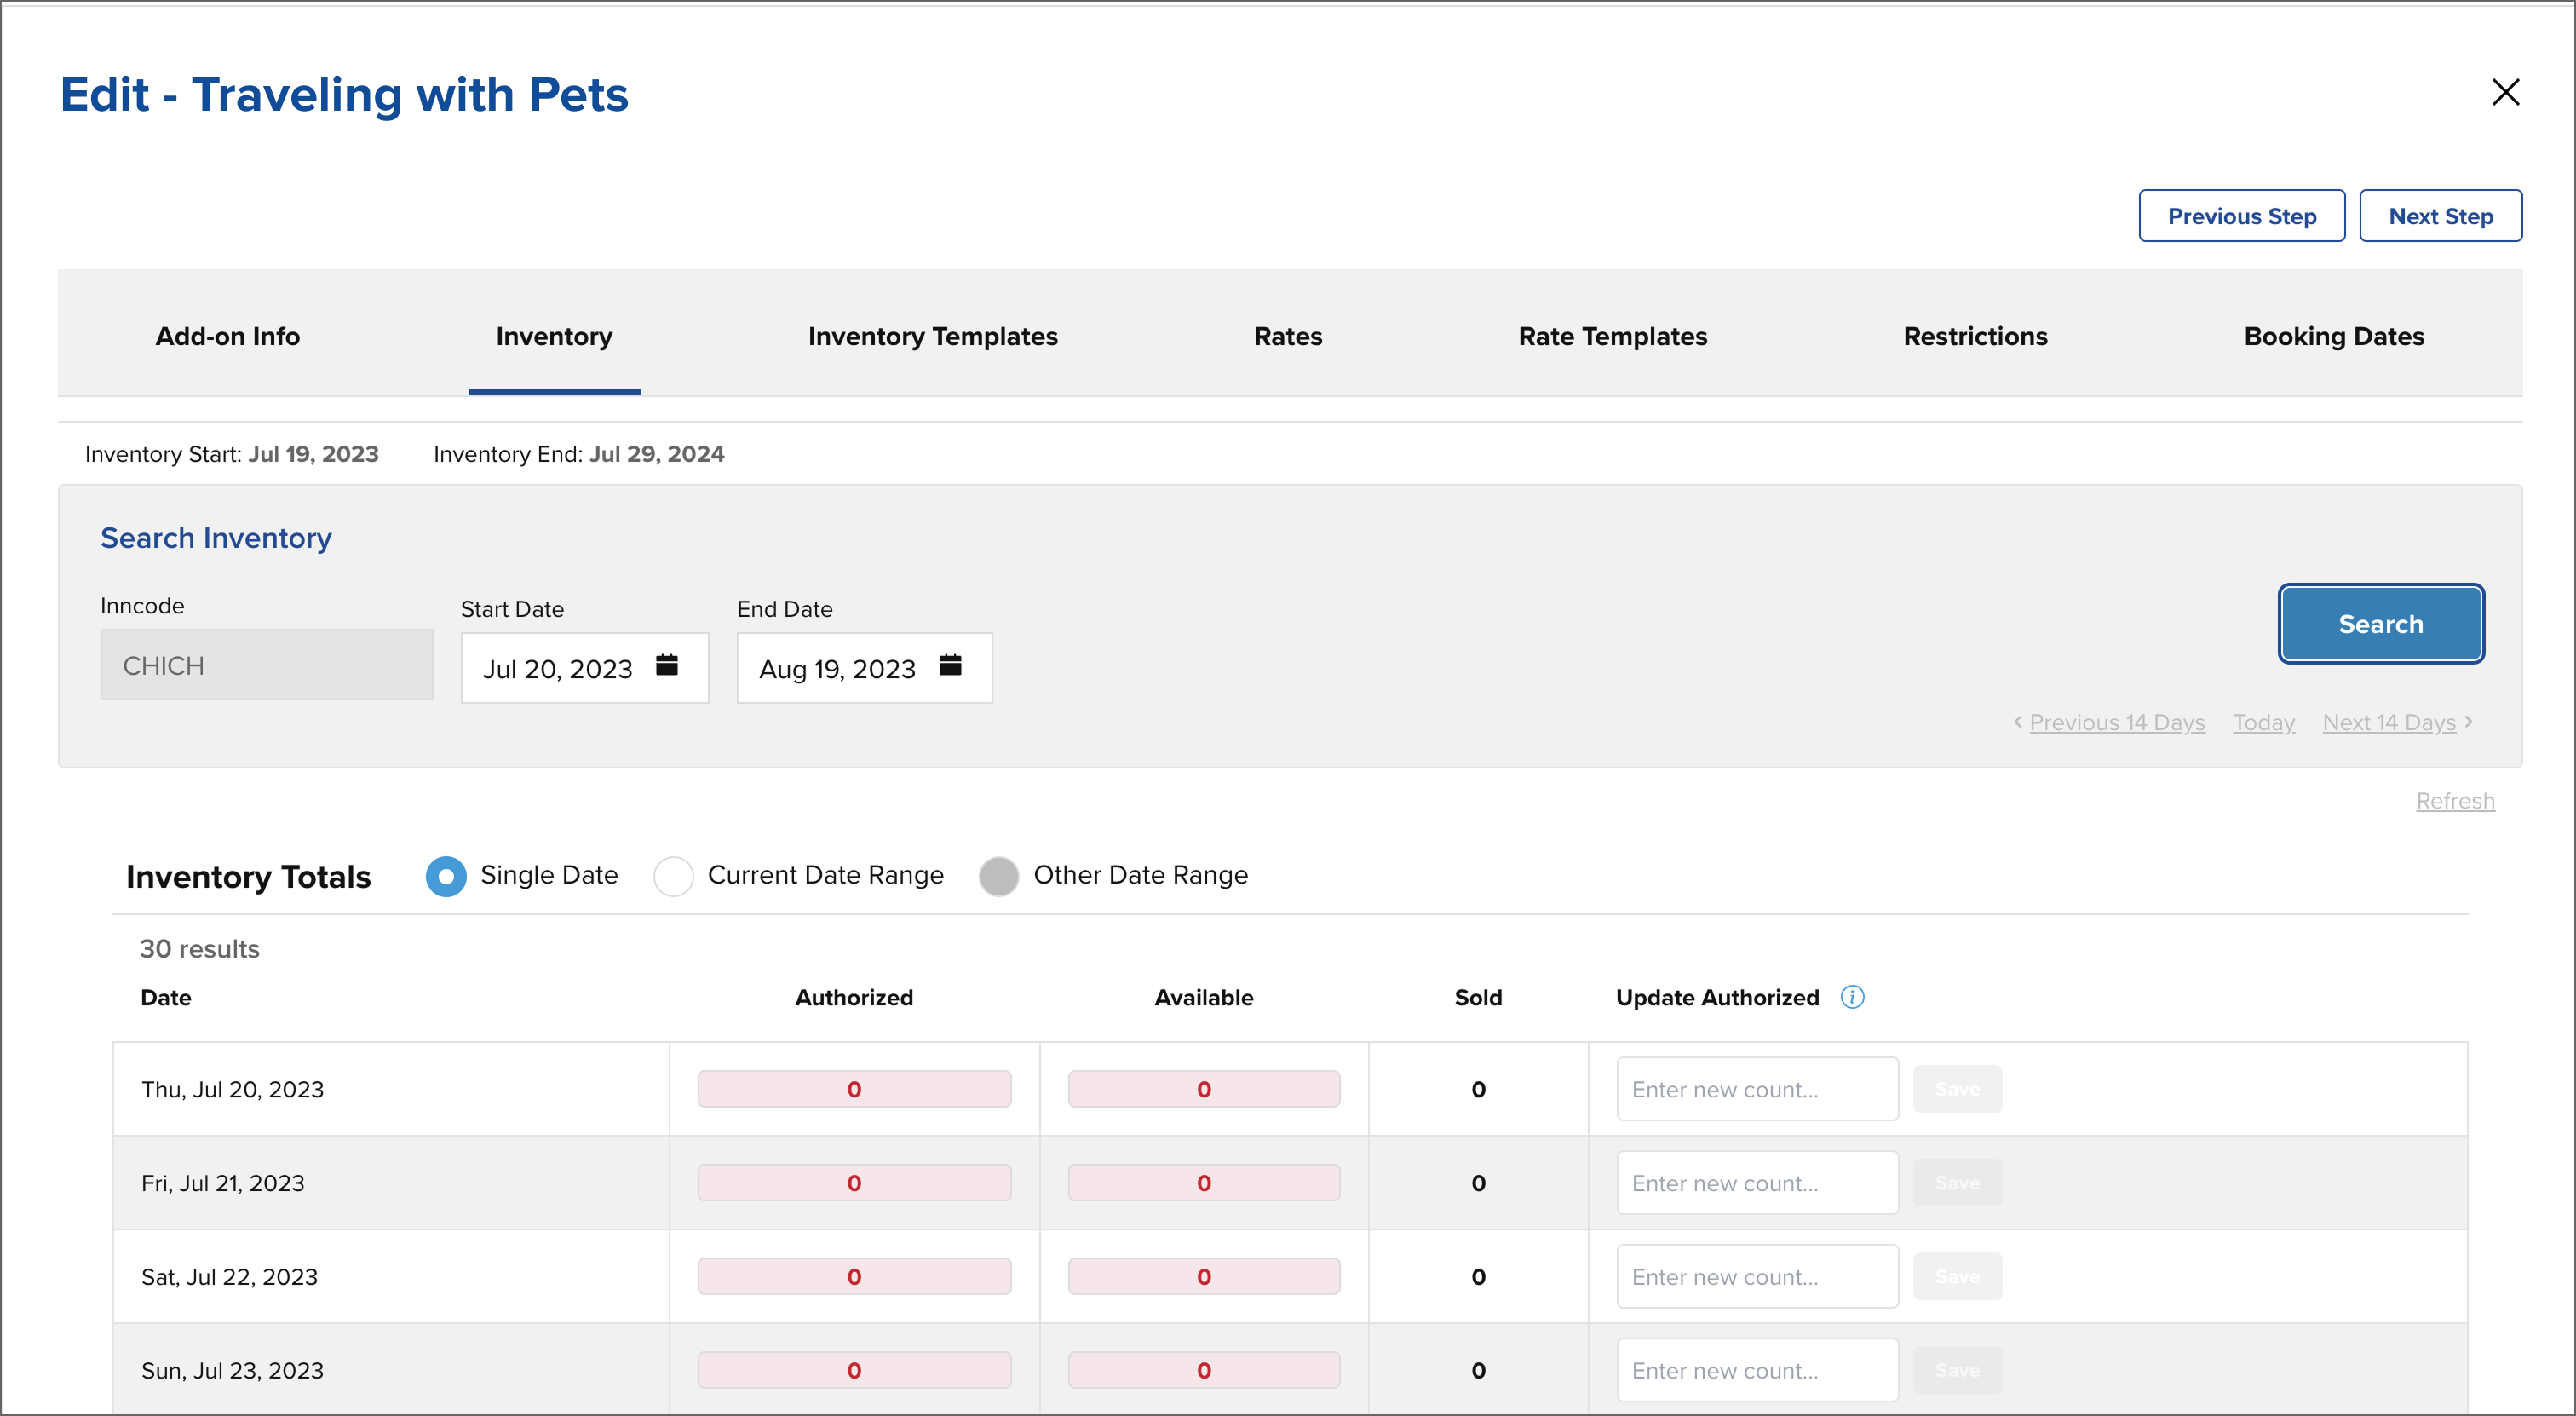 Edit - Traveling with Pets
Previous Step
Next Step
Add-on Info
Inventory
Inventory Templates
Rates
Rate Templates
Restrictions
Booking Dates
Inventory Start: Jul 19, 2023
Inventory End: Jul 29, 2024
Search Inventory
Inncode
Start Date
End Date
CHICH
Jul 20, 2023
Aug 19, 2023
Search
Previous 14 Days
Today
Next 14 Days
Refresh
Inventory Totals
Single Date
Current Date Range
Other Date Range
30 results
Date
Authorized
Available
Sold
Update Authorized
Thu, Jul 20, 2023
0
0
0
Enter new count...
Save
Fri, Jul 21, 2023
0
0
0
Enter new count...
Save
Sat, Jul 22, 2023
0
0
0
Enter new count...
Save
Sun, Jul 23, 2023
0
0
0
Enter new count...
Save